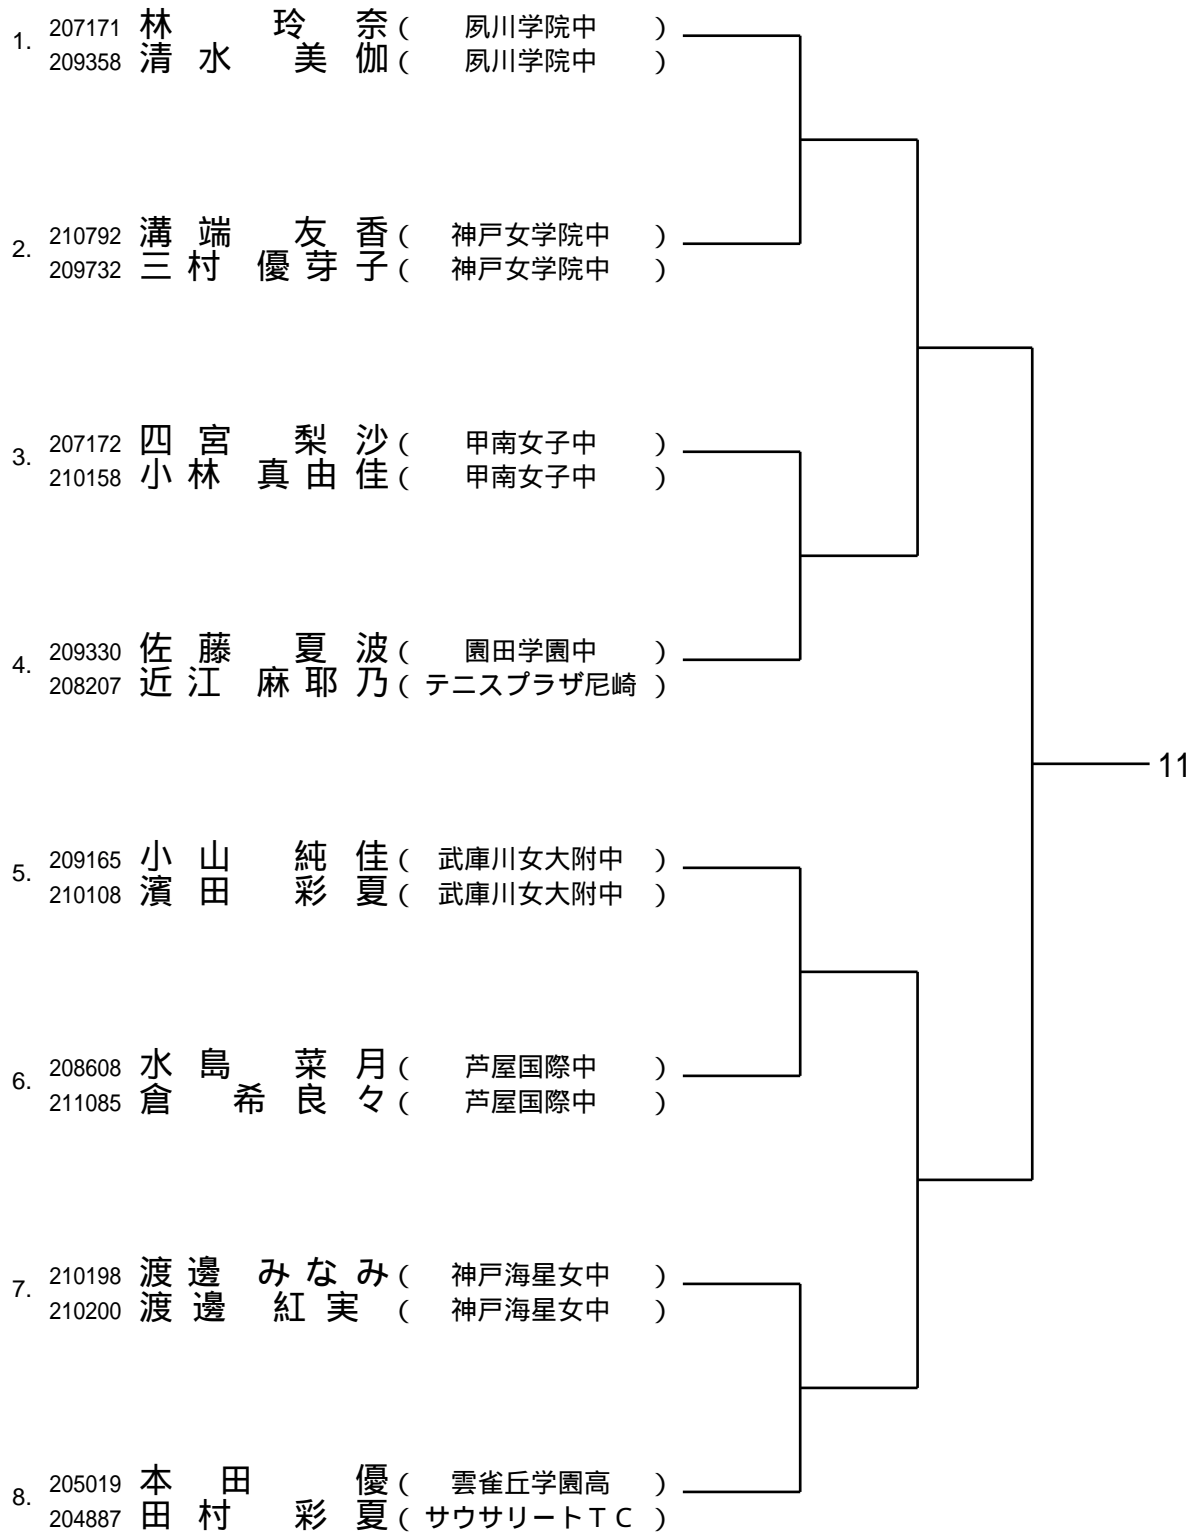 1. 207171 林 玲 奈 ( 夙川学院中 )
209358 清 水 美 伽 ( 夙川学院中 )
2. 210792 溝 端 友 香 ( 神戸女学院中 )
209732 三 村 優 芽 子 ( 神戸女学院中 )
3. 207172 四 宮 梨 沙 ( 甲南女子中 )
210158 小 林 真 由 佳 ( 甲南女子中 )
4. 209330 佐 藤 夏 波 ( 園田学園中 )
208207 近 江 麻 耶 乃 ( テニスプラザ尼崎 )
11
5. 209165 小 山 純 佳 ( 武庫川女大附中 )
210108 濱 田 彩 夏 ( 武庫川女大附中 )
6. 208608 水 島 菜 月 ( 芦屋国際中 )
211085 倉 希 良 々 ( 芦屋国際中 )
7. 210198 渡 邊 み な み ( 神戸海星女中 )
210200 渡 邊 紅 実 ( 神戸海星女中 )
8. 205019 本 田 優 ( 雲雀丘学園高 )
204887 田 村 彩 夏 ( サウサリートＴＣ )